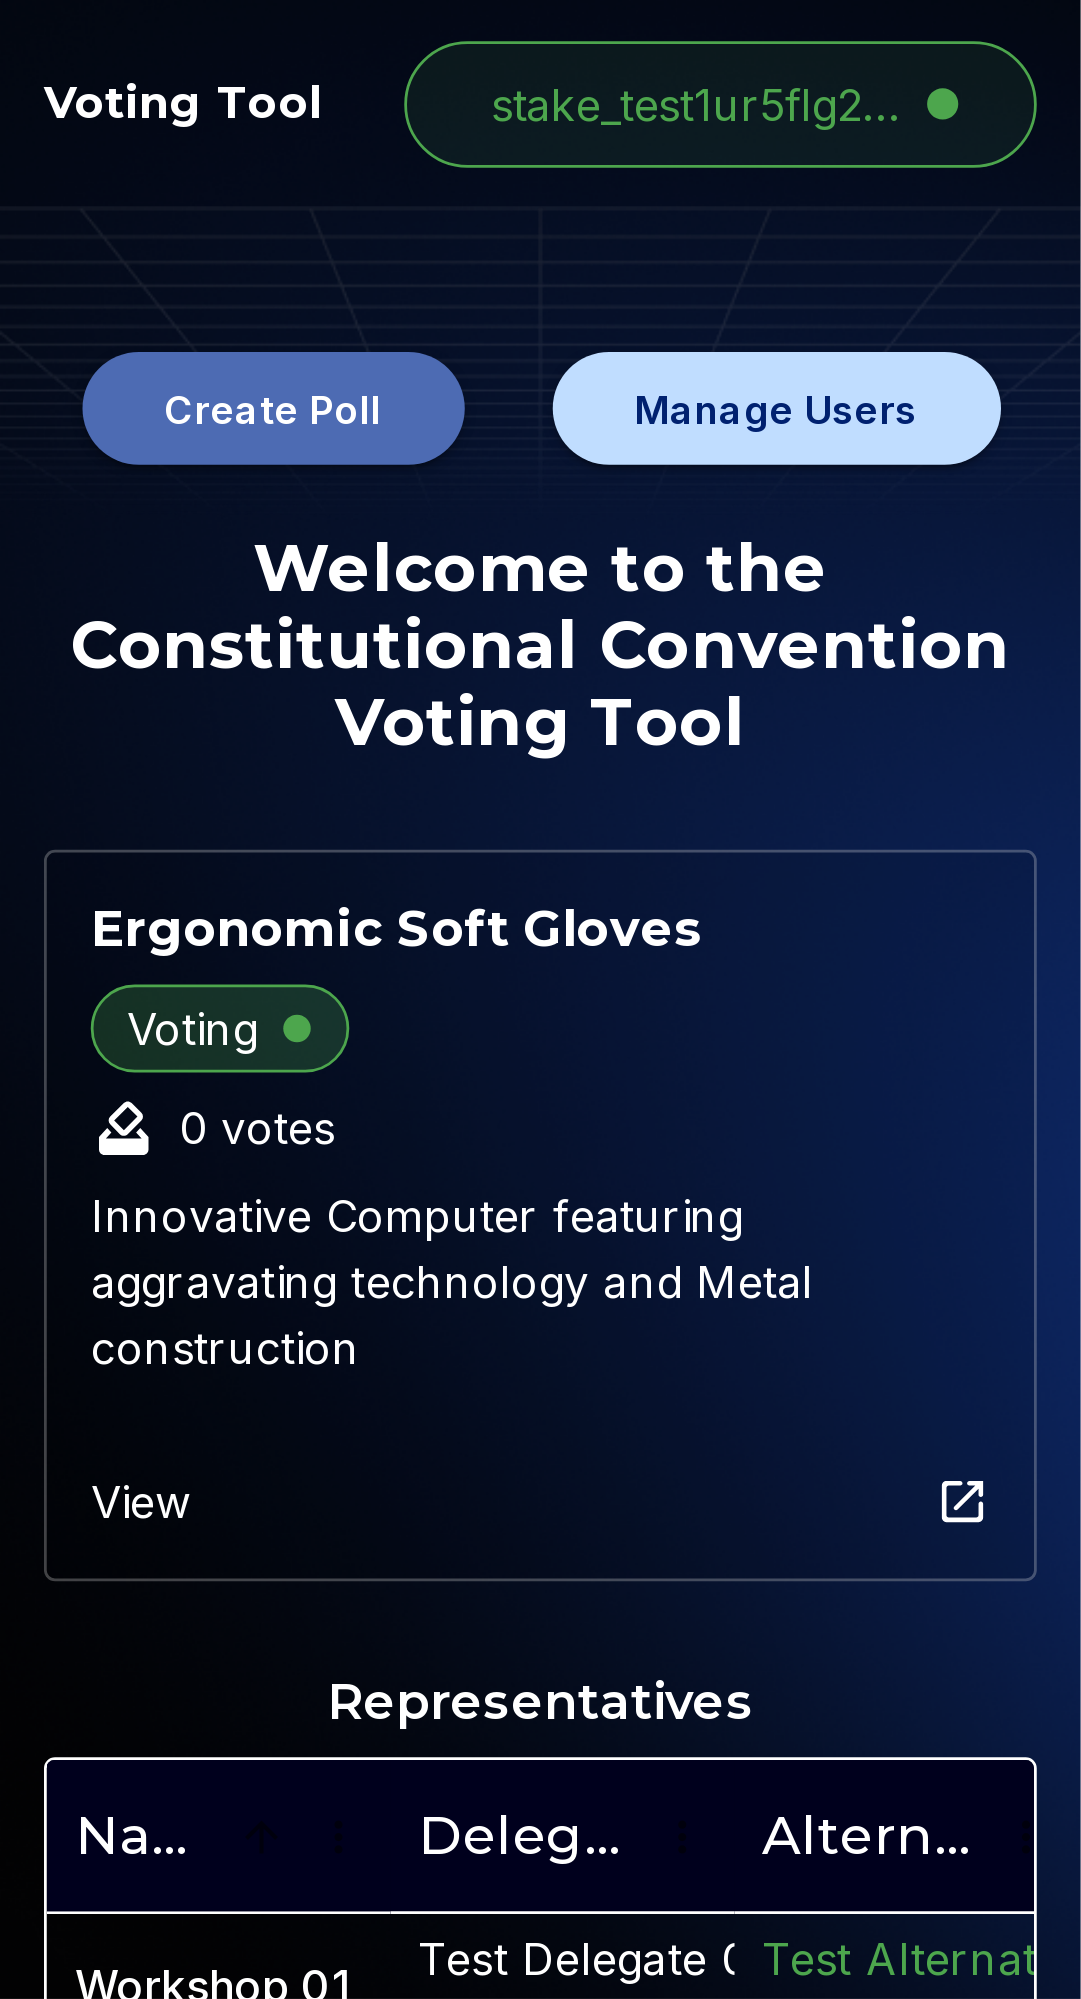 Voting Tool
stake_test1ur5flg2...
Create Poll
Manage Users
Welcome to the
Constitutional Convention
Voting Tool
Ergonomic Soft Gloves
Voting
0 votes
Innovative Computer featuring
aggravating technology and Metal
construction
View
Representatives
Na... Deleg... Altern...
Workshop 01 Test Delegate Test Alternat